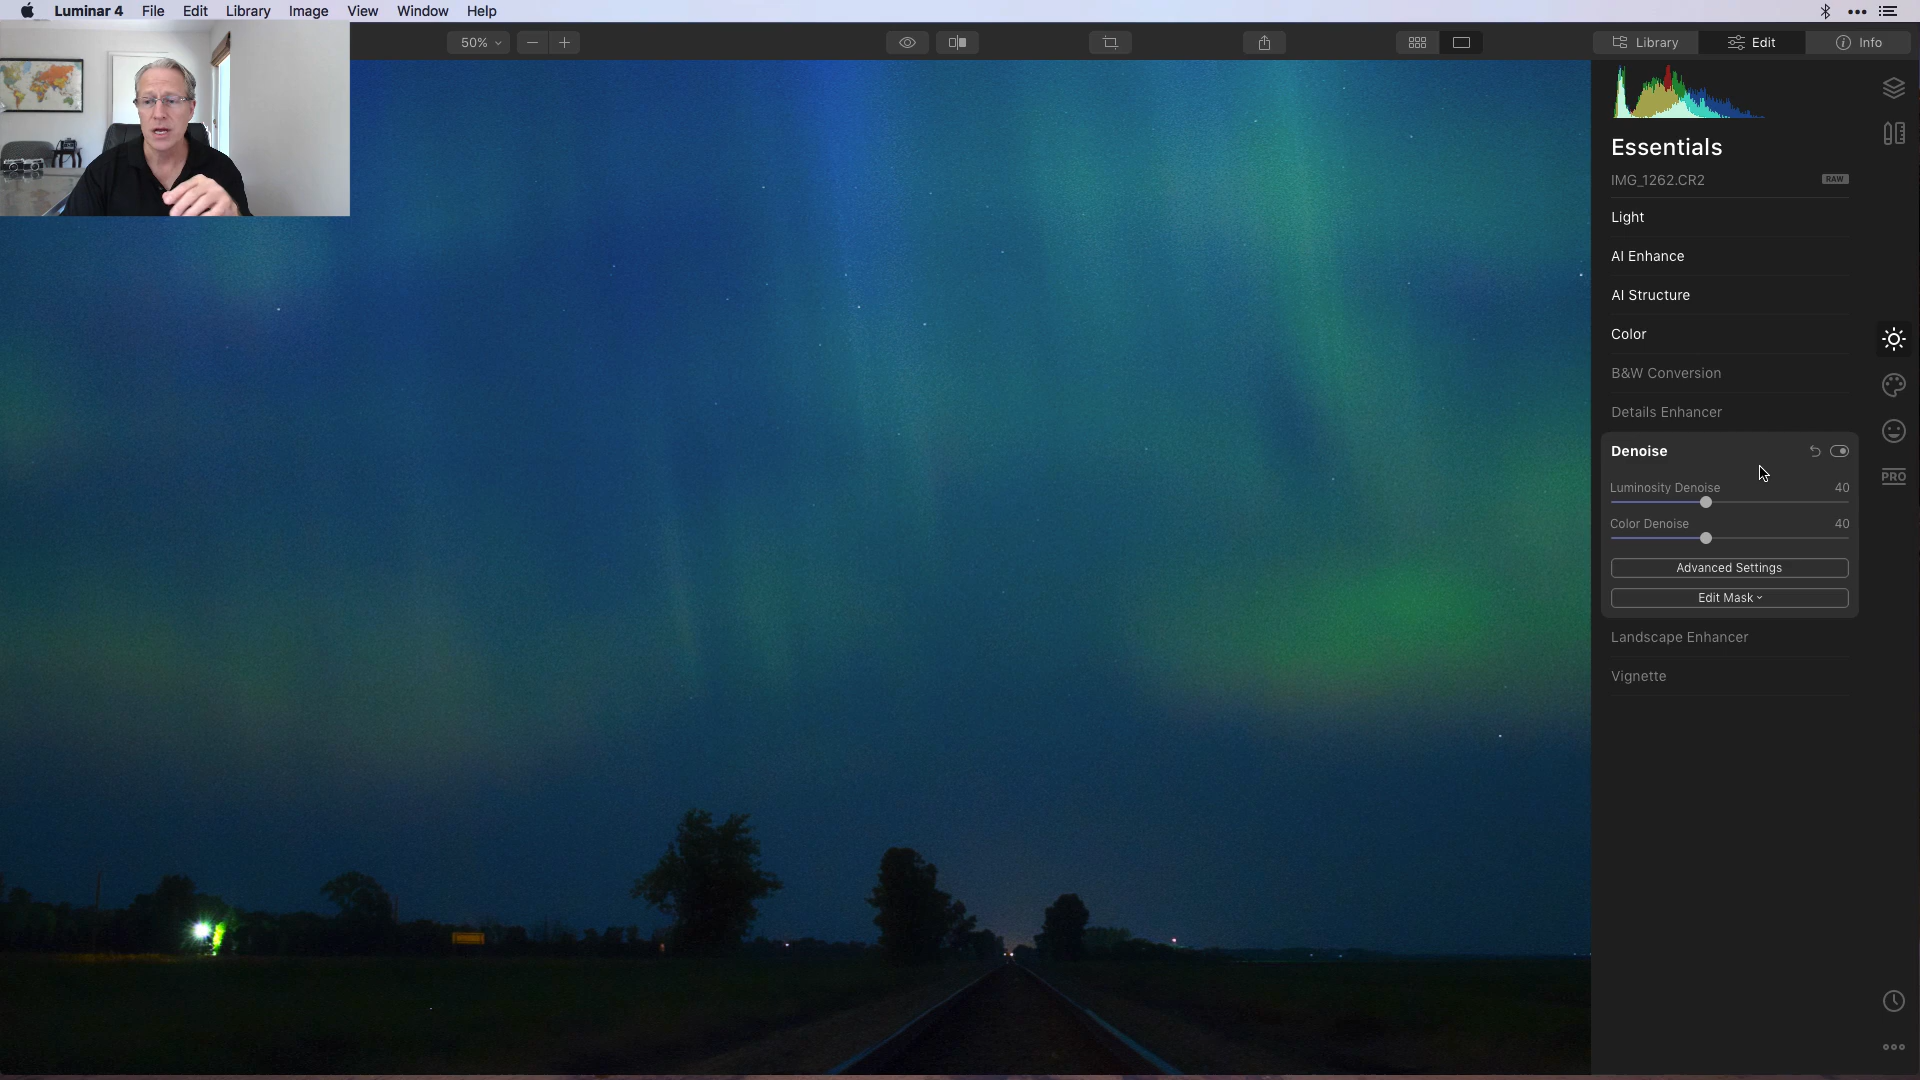 Luminar 4 File Edit Library Image View Window Help
50% Library Edit Info
Essentials
IMG_1262.CR2 RAW
Light
AI Enhance
AI Structure
Color
B&W Conversion
Details Enhancer
Denoise
PRO
Luminosity Denoise 40
Color Denoise 40
Advanced Settings
Edit Mask
Landscape Enhancer
Vignette